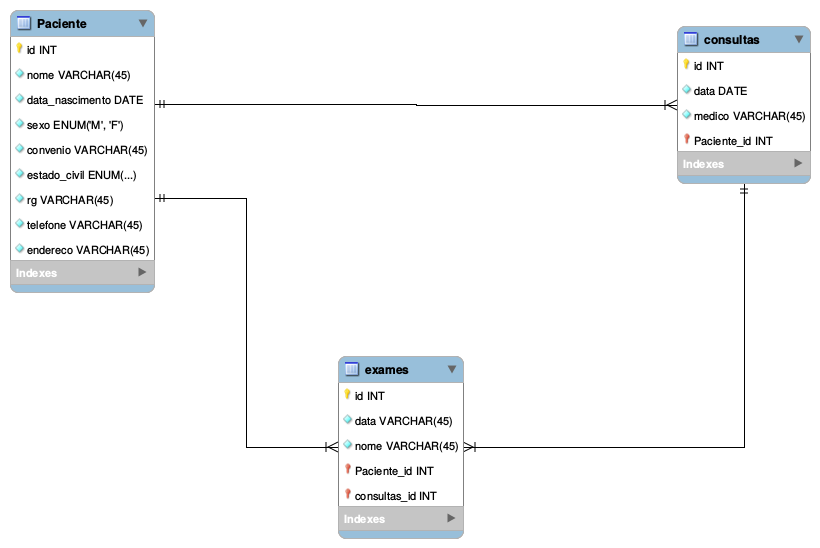 Paciente
id INT
nome VARCHAR(45)
data_nascimento DATE
sexo ENUM('M', 'F')
convenio VARCHAR(45)
estado_civil ENUM(...)
rg VARCHAR(45)
telefone VARCHAR(45)
endereco VARCHAR(45)
Indexes
consultas
id INT
data DATE
medico VARCHAR(45)
Paciente_id INT
Indexes
exames
id INT
data VARCHAR(45)
nome VARCHAR(45)
Paciente_id INT
consultas_id INT
Indexes